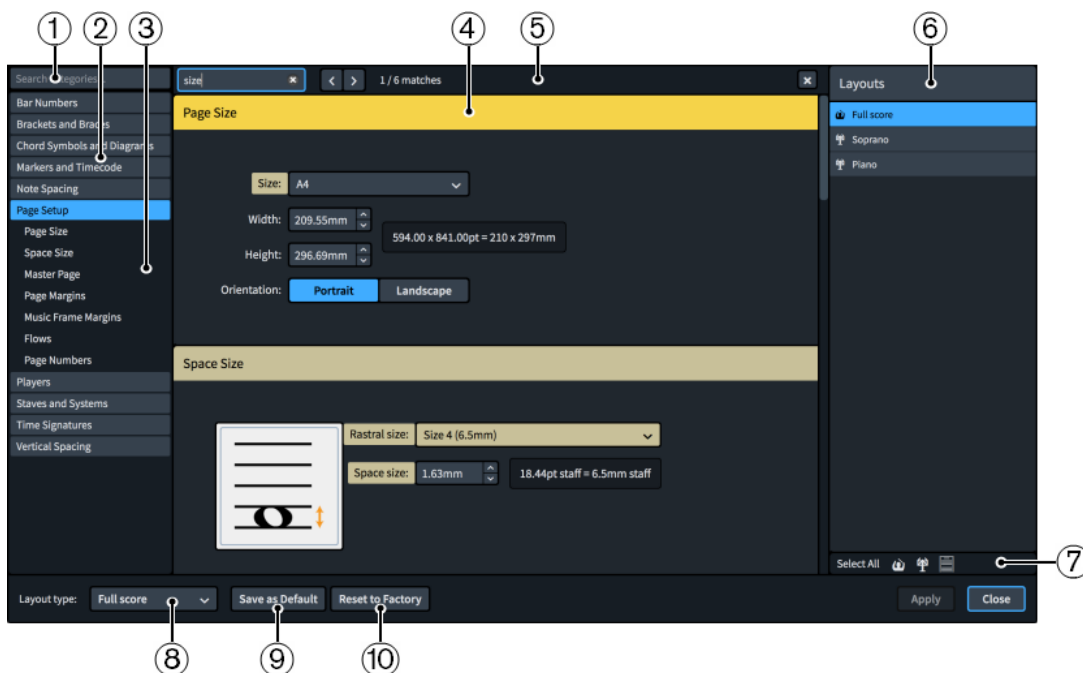 ① ② ③ ④ ⑤ ⑥
Search categories...
Bar Numbers
Brackets and Braces
Chord Symbols and Diagrams
Markers and Timecode
Note Spacing
Page Setup
Page Size
Space Size
Master Page
Page Margins
Music Frame Margins
Flows
Page Numbers
Players
Staves and Systems
Time Signatures
Vertical Spacing
size 1 / 6 matches
Page Size
Size: A4
Width: 209.55mm
594.00 x 841.00pt = 210 x 297mm
Height: 296.69mm
Orientation: Portrait Landscape
Space Size
Rastral size: Size 4 (6.5mm)
Space size: 1.63mm 18.44pt staff = 6.5mm staff
Layouts
Full score
Soprano
Piano
Select All
⑦
Layout type: Full score Save as Default Reset to Factory Apply Close
⑧ ⑨ ⑩